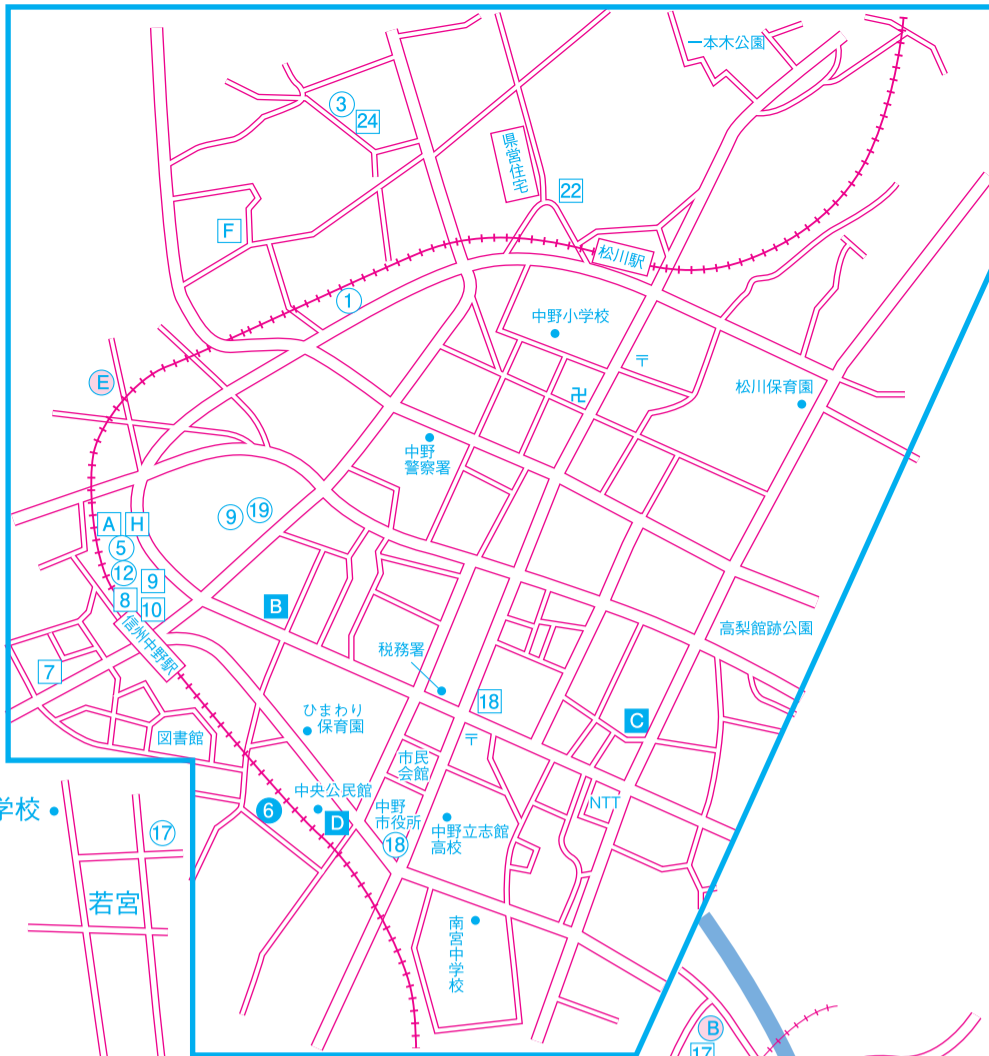 一本木公園
3
24
県営住宅
22
F
松川駅
1
中野小学校
〒
E
卍
松川保育園
中野
警察署
A
H
9
19
5
12
9
8
10
B
信州中野駅
高梨館跡公園
税務署
7
18
C
ひまわり
保育園
図書館
〒
市民
会館
中央公民館
NTT
学校
6
D
中野
市役所
中野立志館
高校
17
18
若宮
南宮中学校
B
17